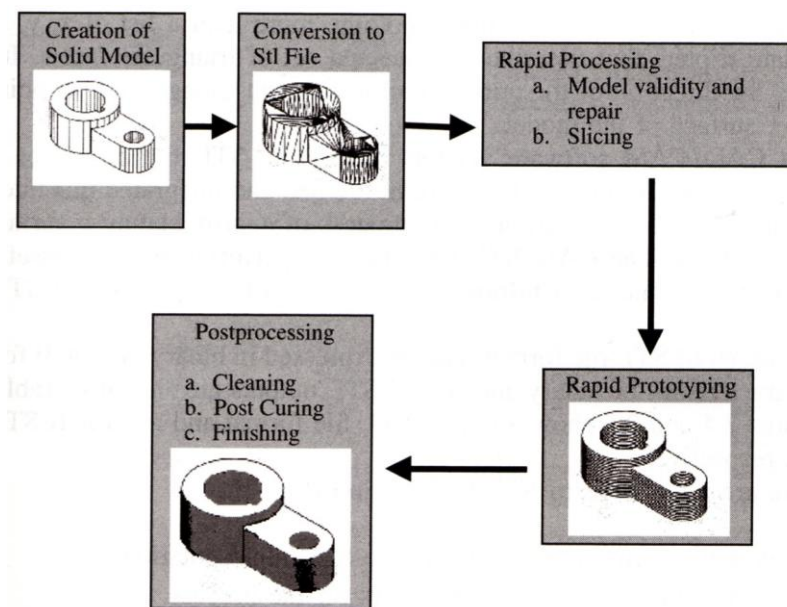 Creation of
Solid Model
Conversion to
Stl File
Rapid Processing
a. Model validity and
repair
b. Slicing
Rapid Prototyping
Postprocessing
a. Cleaning
b. Post Curing
c. Finishing